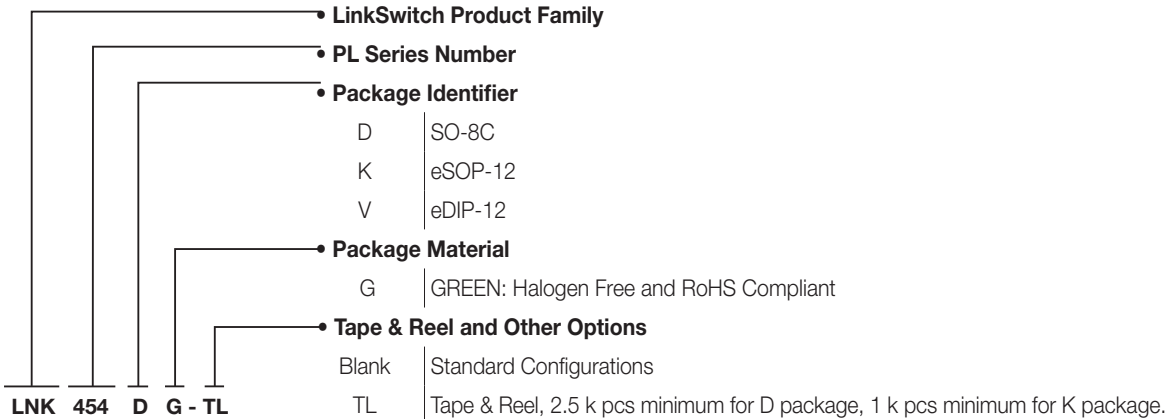 • LinkSwitch Product Family
• PL Series Number
• Package Identifier
D SO-8C
K eSOP-12
V eDIP-12
• Package Material
G GREEN: Halogen Free and RoHS Compliant
• Tape & Reel and Other Options
Blank Standard Configurations
TL Tape & Reel, 2.5 k pcs minimum for D package, 1 k pcs minimum for K package.
LNK 454 D G - TL